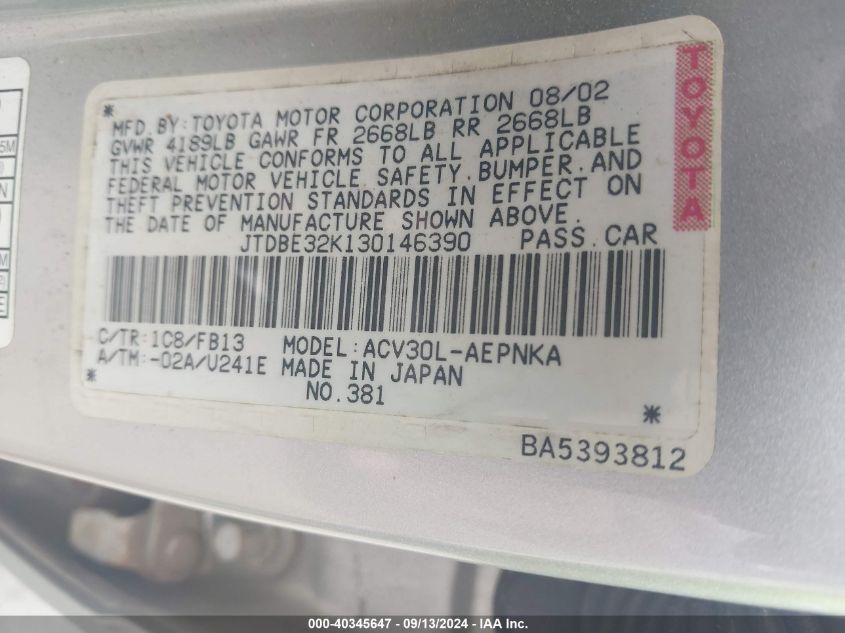 MFD.BY:TOYOTA MOTOR CORPORATION 08/02
GVWR 4189LB GAWR FR 2668LB RR 2668LB
THIS VEHICLE CONFORMS TO ALL APPLICABLE
FEDERAL MOTOR VEHICLE SAFETY,BUMPER,AND
THEFT PREVENTION STANDARDS IN EFFECT ON
THE DATE OF MANUFACTURE SHOWN ABOVE.
JTDBE32K130146390 PASS.CAR
C/TR:1C8/FB13 MODEL:ACV30L-AEPNKA
A/TM:-02A/U241E MADE IN JAPAN
NO.381
BA5393812
TOYOTA
000-40345647 - 09/13/2024 - IAA Inc.